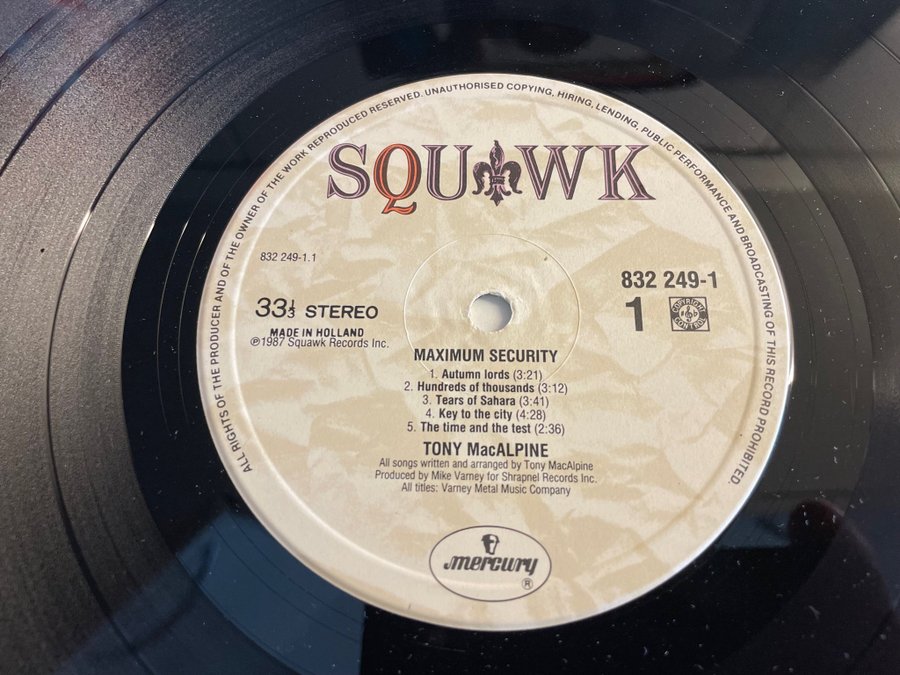 ALL RIGHTS OF THE PRODUCER AND OF THE OWNER OF THE WORK REPRODUCED RESERVED. UNAUTHORISED COPYING, HIRING, LENDING, PUBLIC PERFORMANCE AND BROADCASTING OF THIS RECORD PROHIBITED.
SQUAWK
832 249-1.1
832 249-1
33⅓ STEREO
1
COPYRIGHT CONTROL
MADE IN HOLLAND
℗1987 Squawk Records Inc.
MAXIMUM SECURITY
1. Autumn lords (3:21)
2. Hundreds of thousands (3:12)
3. Tears of Sahara (3:41)
4. Key to the city (4:28)
5. The time and the test (2:36)
TONY MacALPINE
All songs written and arranged by Tony MacAlpine
Produced by Mike Varney for Shrapnel Records Inc.
All titles: Varney Metal Music Company
mercury
®